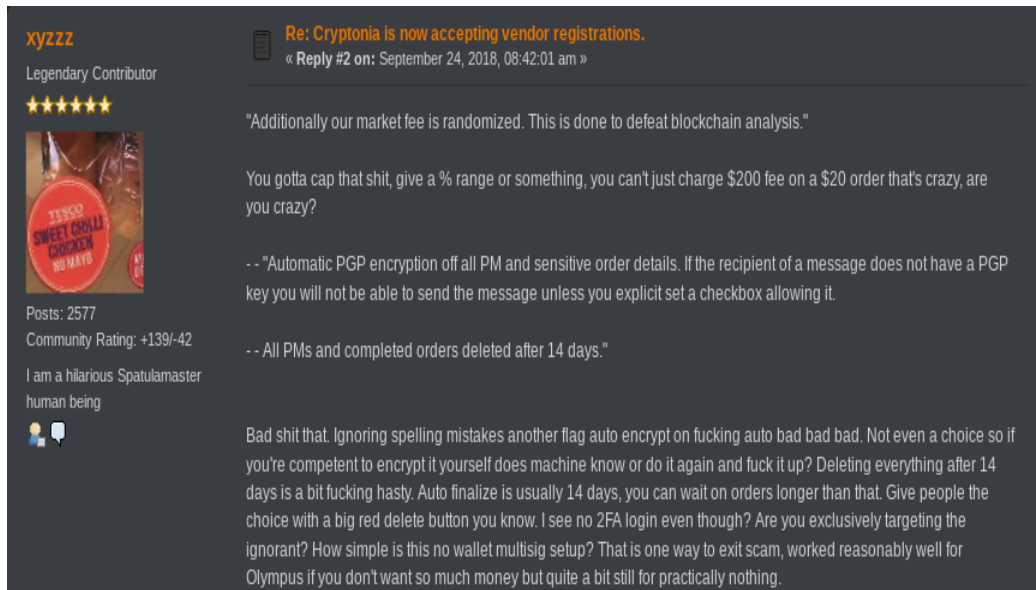 xyzzz
Legendary Contributor
TESCO
SWEET CHILLI
CHICKEN
NO MAYO
Posts: 2577
Community Rating: +139/-42
I am a hilarious Spatulamaster
human being
Re: Cryptonia is now accepting vendor registrations.
« Reply #2 on: September 24, 2018, 08:42:01 am »
"Additionally our market fee is randomized. This is done to defeat blockchain analysis."
You gotta cap that shit, give a % range or something, you can't just charge $200 fee on a $20 order that's crazy, are
you crazy?
- - "Automatic PGP encryption off all PM and sensitive order details. If the recipient of a message does not have a PGP
key you will not be able to send the message unless you explicit set a checkbox allowing it.
- - All PMs and completed orders deleted after 14 days."
Bad shit that. Ignoring spelling mistakes another flag auto encrypt on fucking auto bad bad bad. Not even a choice so if
you're competent to encrypt it yourself does machine know or do it again and fuck it up? Deleting everything after 14
days is a bit fucking hasty. Auto finalize is usually 14 days, you can wait on orders longer than that. Give people the
choice with a big red delete button you know. I see no 2FA login even though? Are you exclusively targeting the
ignorant? How simple is this no wallet multisig setup? That is one way to exit scam, worked reasonably well for
Olympus if you don't want so much money but quite a bit still for practically nothing.